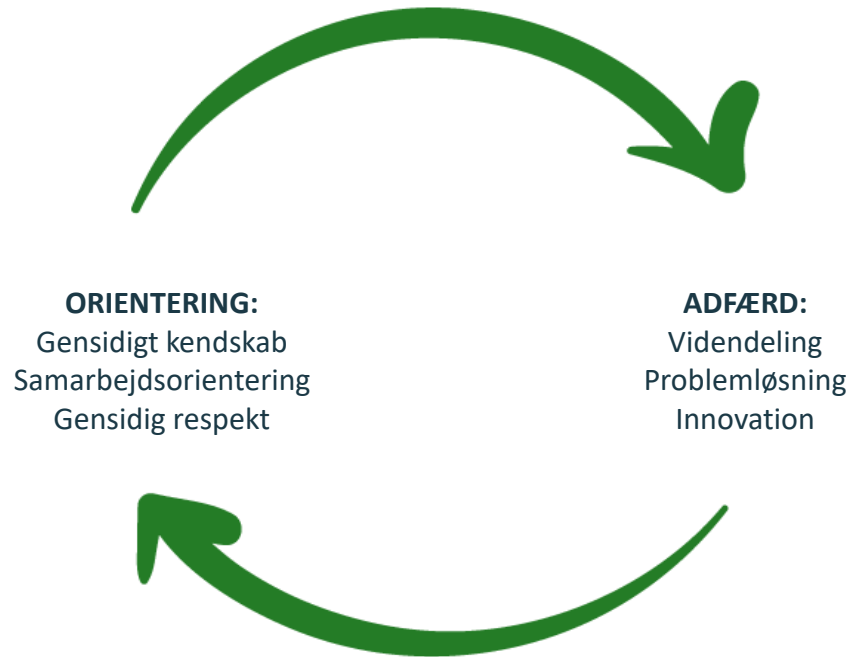 ORIENTERING:
Gensidigt kendskab
Samarbejdsorientering
Gensidig respekt
ADFÆRD:
Videndeling
Problemløsning
Innovation